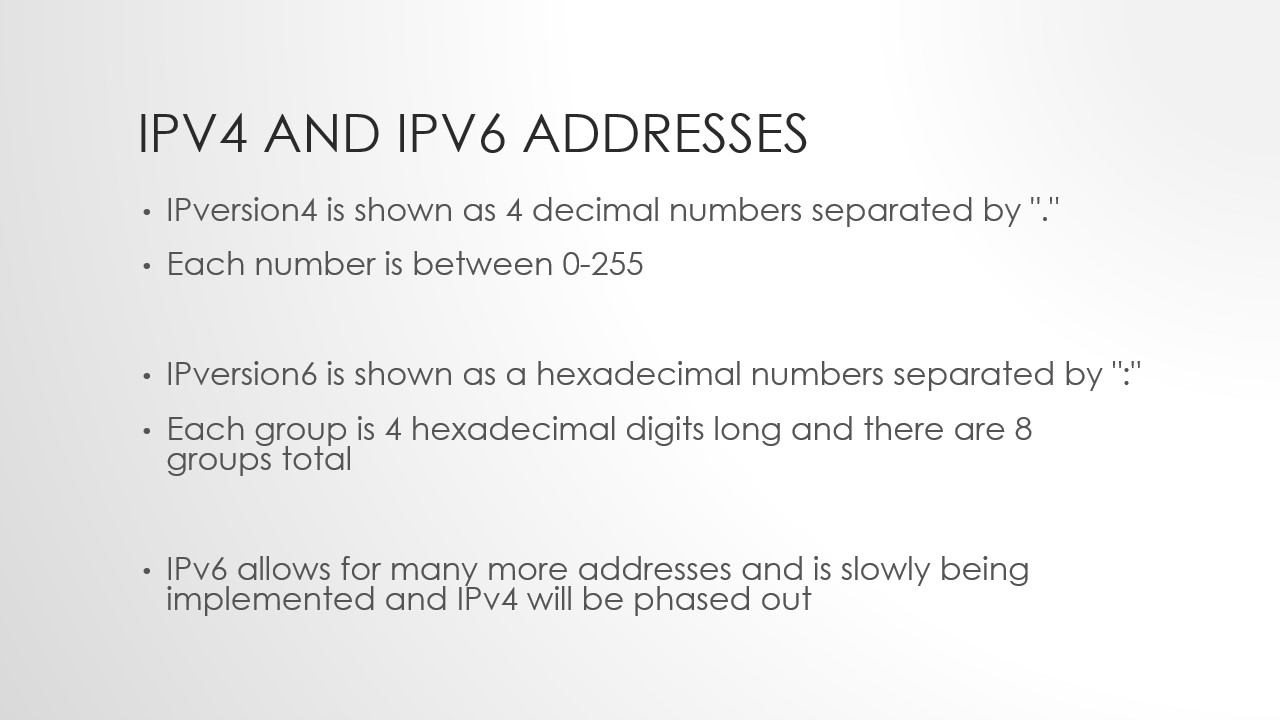 IPV4 AND IPV6 ADDRESSES
• IPversion4 is shown as 4 decimal numbers separated by "."
• Each number is between 0-255
• IPversion6 is shown as a hexadecimal numbers separated by ":"
• Each group is 4 hexadecimal digits long and there are 8
groups total
• IPv6 allows for many more addresses and is slowly being
implemented and IPv4 will be phased out